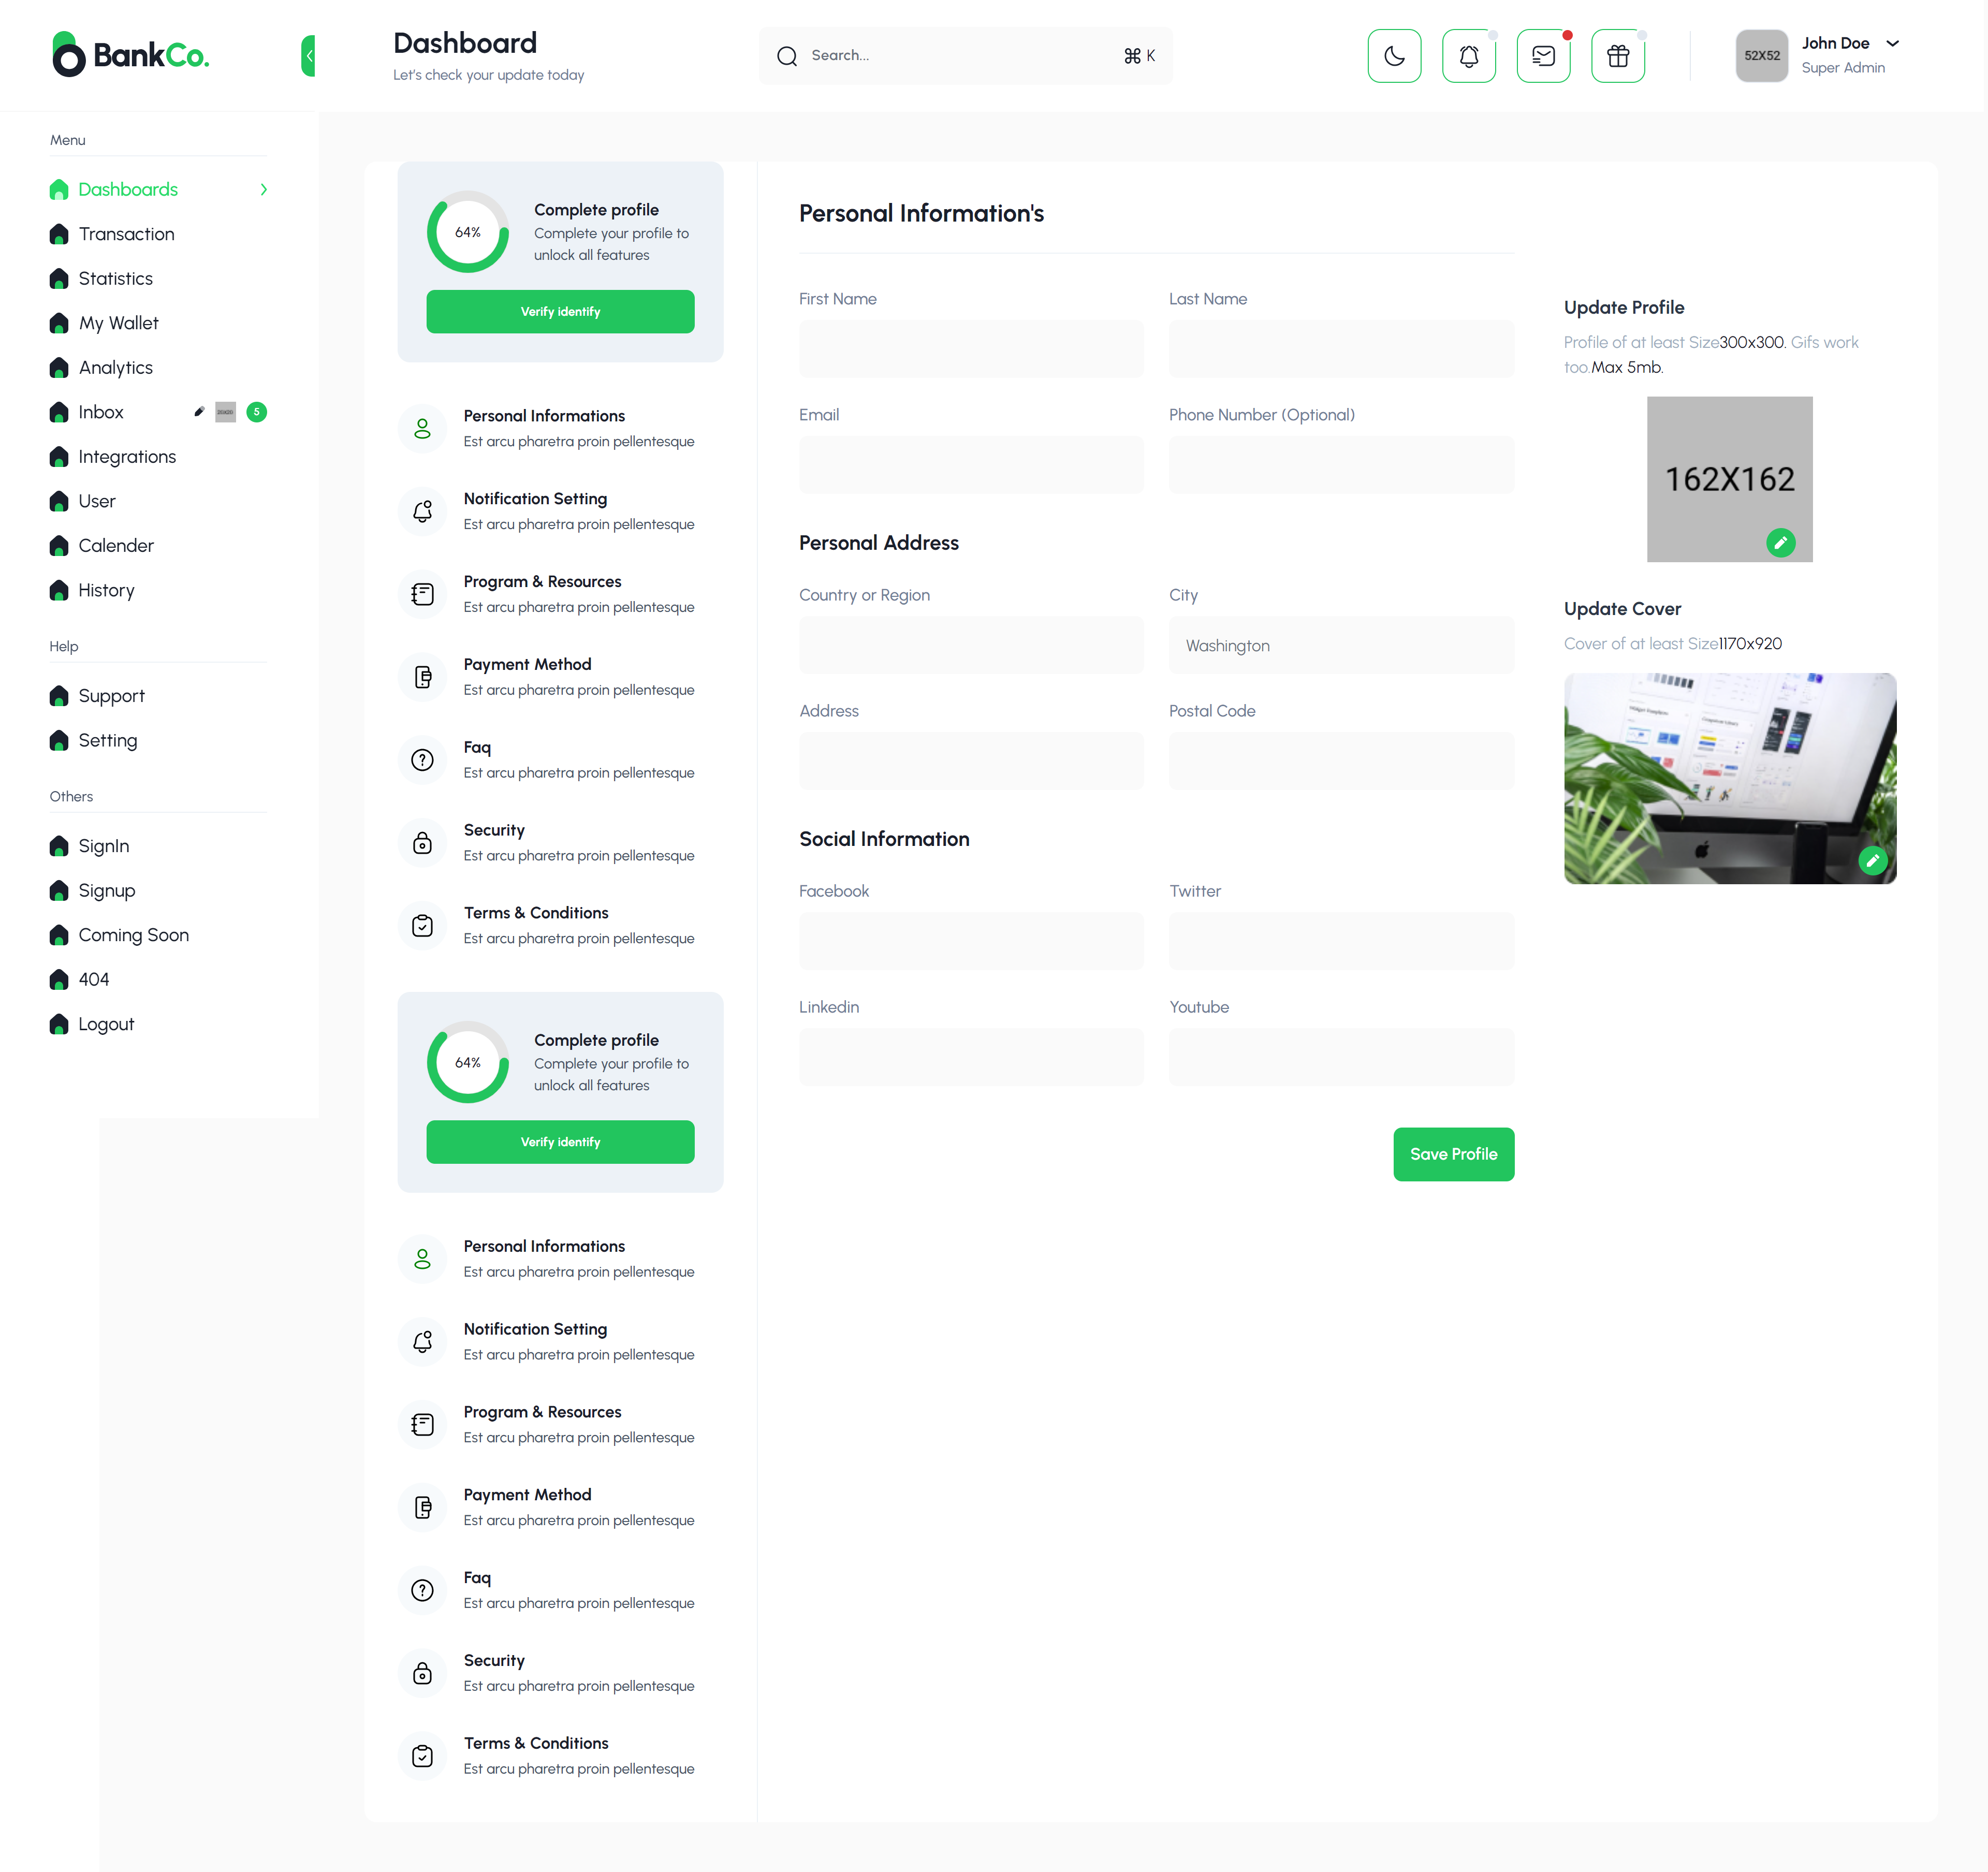 BankCo.
Dashboard
Let's check your update today
Search...
⌘ K
52X52
John Doe
Super Admin
Menu
Dashboards
Transaction
Statistics
My Wallet
Analytics
Inbox
5
Integrations
User
Calender
History
Help
Support
Setting
Others
SignIn
Signup
Coming Soon
404
Logout
64%
Complete profile
Complete your profile to
unlock all features
Verify identify
Personal Informations
Est arcu pharetra proin pellentesque
Notification Setting
Est arcu pharetra proin pellentesque
Program & Resources
Est arcu pharetra proin pellentesque
Payment Method
Est arcu pharetra proin pellentesque
Faq
Est arcu pharetra proin pellentesque
Security
Est arcu pharetra proin pellentesque
Terms & Conditions
Est arcu pharetra proin pellentesque
64%
Complete profile
Complete your profile to
unlock all features
Verify identify
Personal Informations
Est arcu pharetra proin pellentesque
Notification Setting
Est arcu pharetra proin pellentesque
Program & Resources
Est arcu pharetra proin pellentesque
Payment Method
Est arcu pharetra proin pellentesque
Faq
Est arcu pharetra proin pellentesque
Security
Est arcu pharetra proin pellentesque
Terms & Conditions
Est arcu pharetra proin pellentesque
Personal Information's
First Name
Last Name
Email
Phone Number (Optional)
Personal Address
Country or Region
City
Washington
Address
Postal Code
Social Information
Facebook
Twitter
Linkedin
Youtube
Save Profile
Update Profile
Profile of at least Size300x300. Gifs work
too.Max 5mb.
162X162
Update Cover
Cover of at least Size1170x920